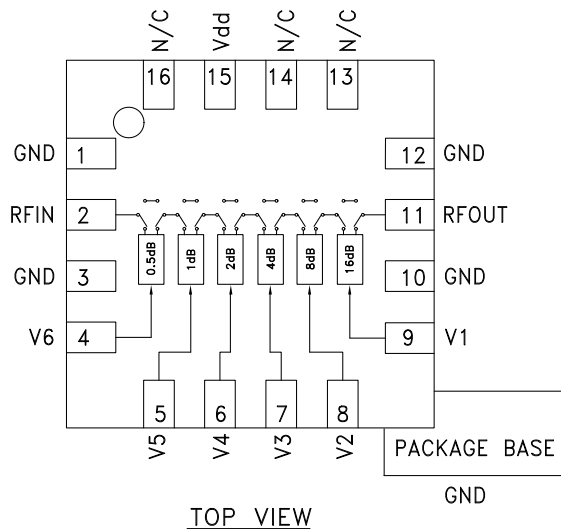 N/C Vdd N/C N/C
16 15 14 13
GND 1 12 GND
RFIN 2 11 RFOUT
0.5dB 1dB 2dB 4dB 8dB 16dB
GND 3 10 GND
V6 4 9 V1
5 6 7 8
V5 V4 V3 V2
PACKAGE BASE
GND
TOP VIEW